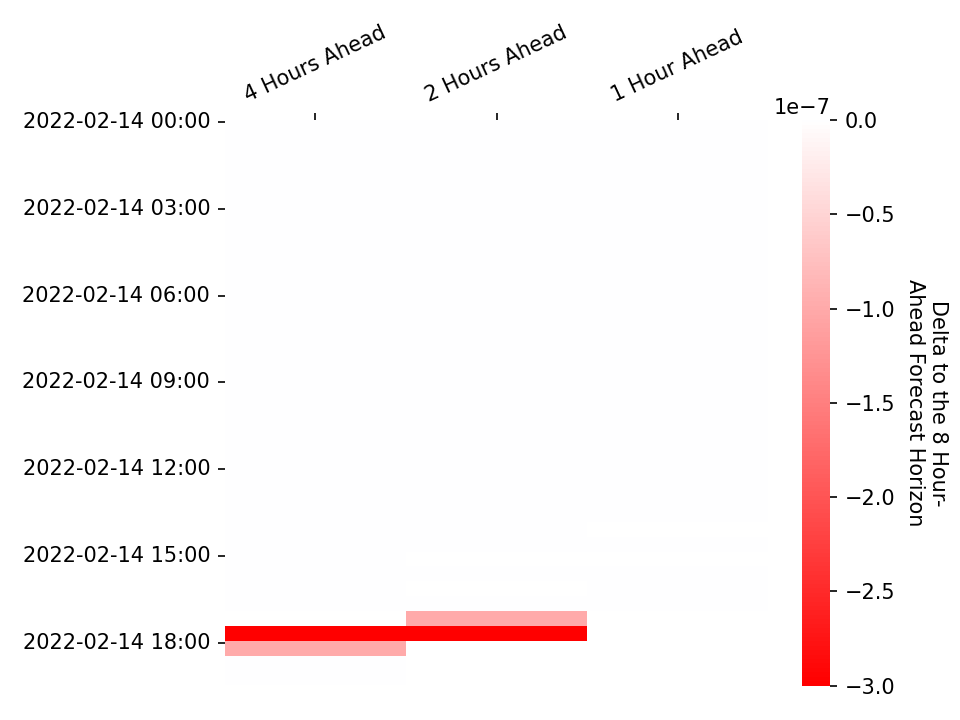 4 Hours Ahead
2 Hours Ahead
1 Hour Ahead
1e−7
2022-02-14 00:00
2022-02-14 03:00
2022-02-14 06:00
2022-02-14 09:00
2022-02-14 12:00
2022-02-14 15:00
2022-02-14 18:00
0.0
−0.5
−1.0
−1.5
−2.0
−2.5
−3.0
Delta to the 8 Hour-
Ahead Forecast Horizon